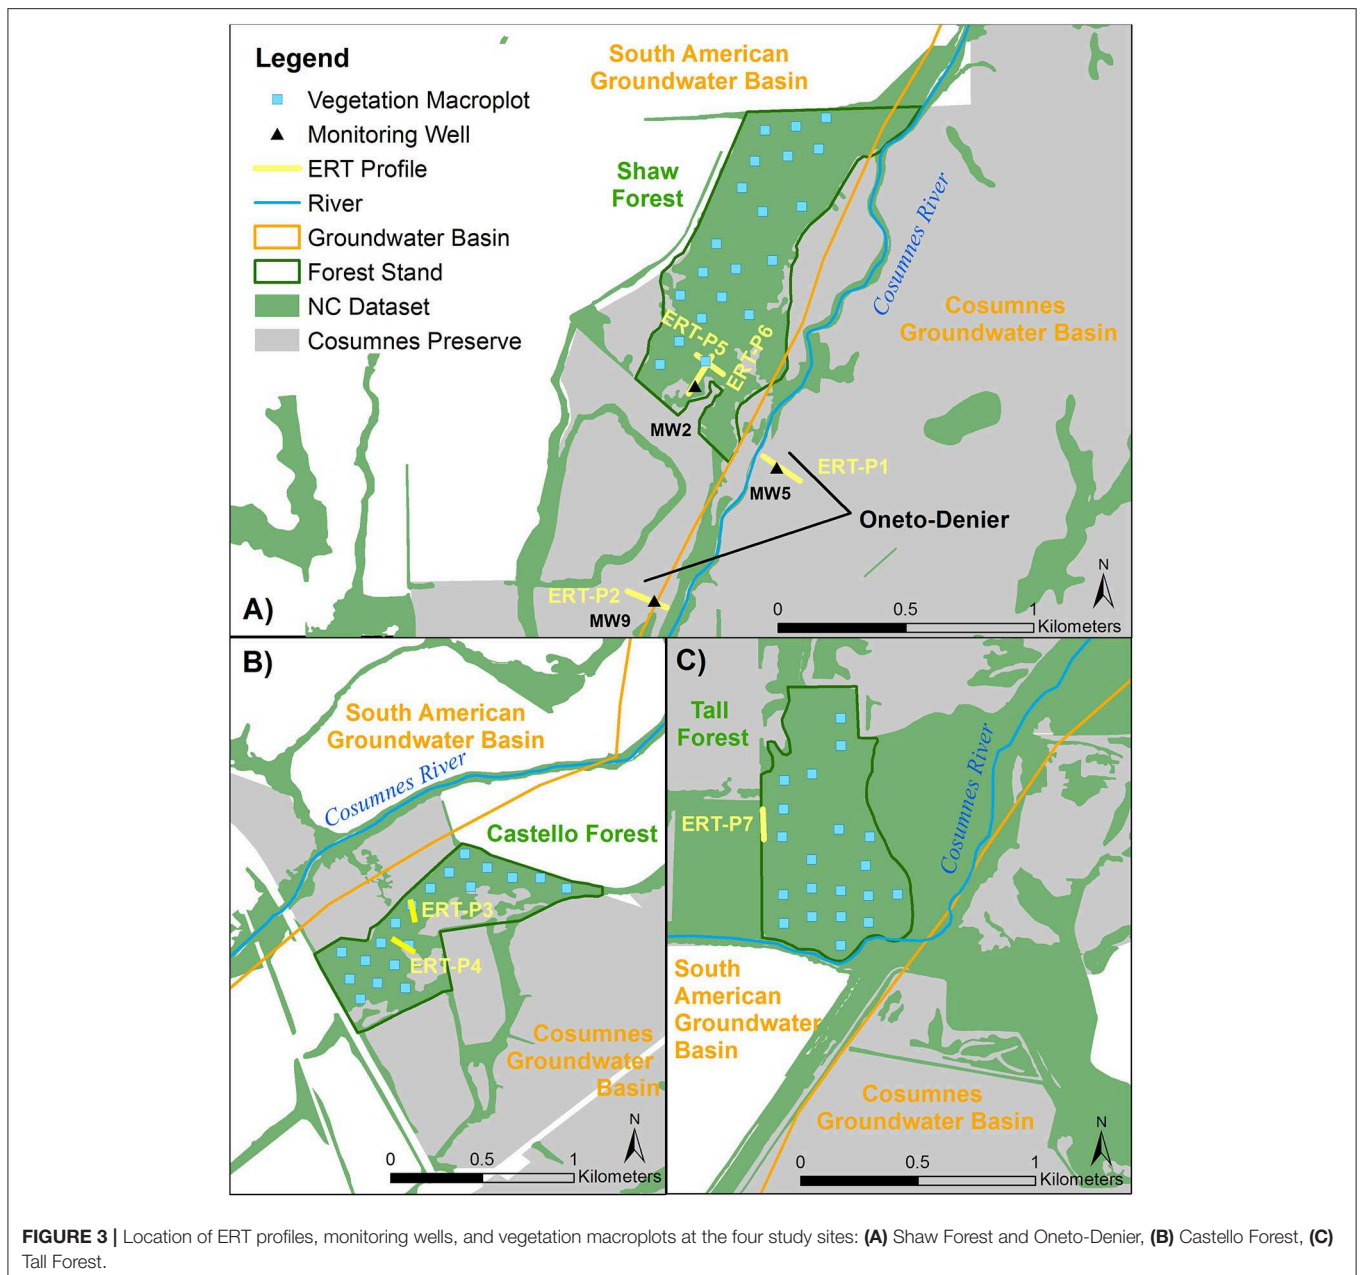 Legend
Vegetation Macroplot
Monitoring Well
ERT Profile
River
Groundwater Basin
Forest Stand
NC Dataset
Cosumnes Preserve
South American
Groundwater Basin
Shaw
Forest
Cosumnes River
Cosumnes
Groundwater Basin
ERT-P5
ERT-P6
MW2
ERT-P1
MW5
Oneto-Denier
ERT-P2
MW9
A)
N
0 0.5 1
Kilometers
B)
South American
Groundwater Basin
Cosumnes River
Castello Forest
ERT-P3
ERT-P4
Cosumnes
Groundwater
Basin
N
0 0.5 1
Kilometers
C)
Tall
Forest
Cosumnes River
ERT-P7
South
American
Groundwater
Basin
Cosumnes
Groundwater Basin
N
0 0.5 1
Kilometers
FIGURE 3 | Location of ERT profiles, monitoring wells, and vegetation macroplots at the four study sites: (A) Shaw Forest and Oneto-Denier, (B) Castello Forest, (C)
Tall Forest.